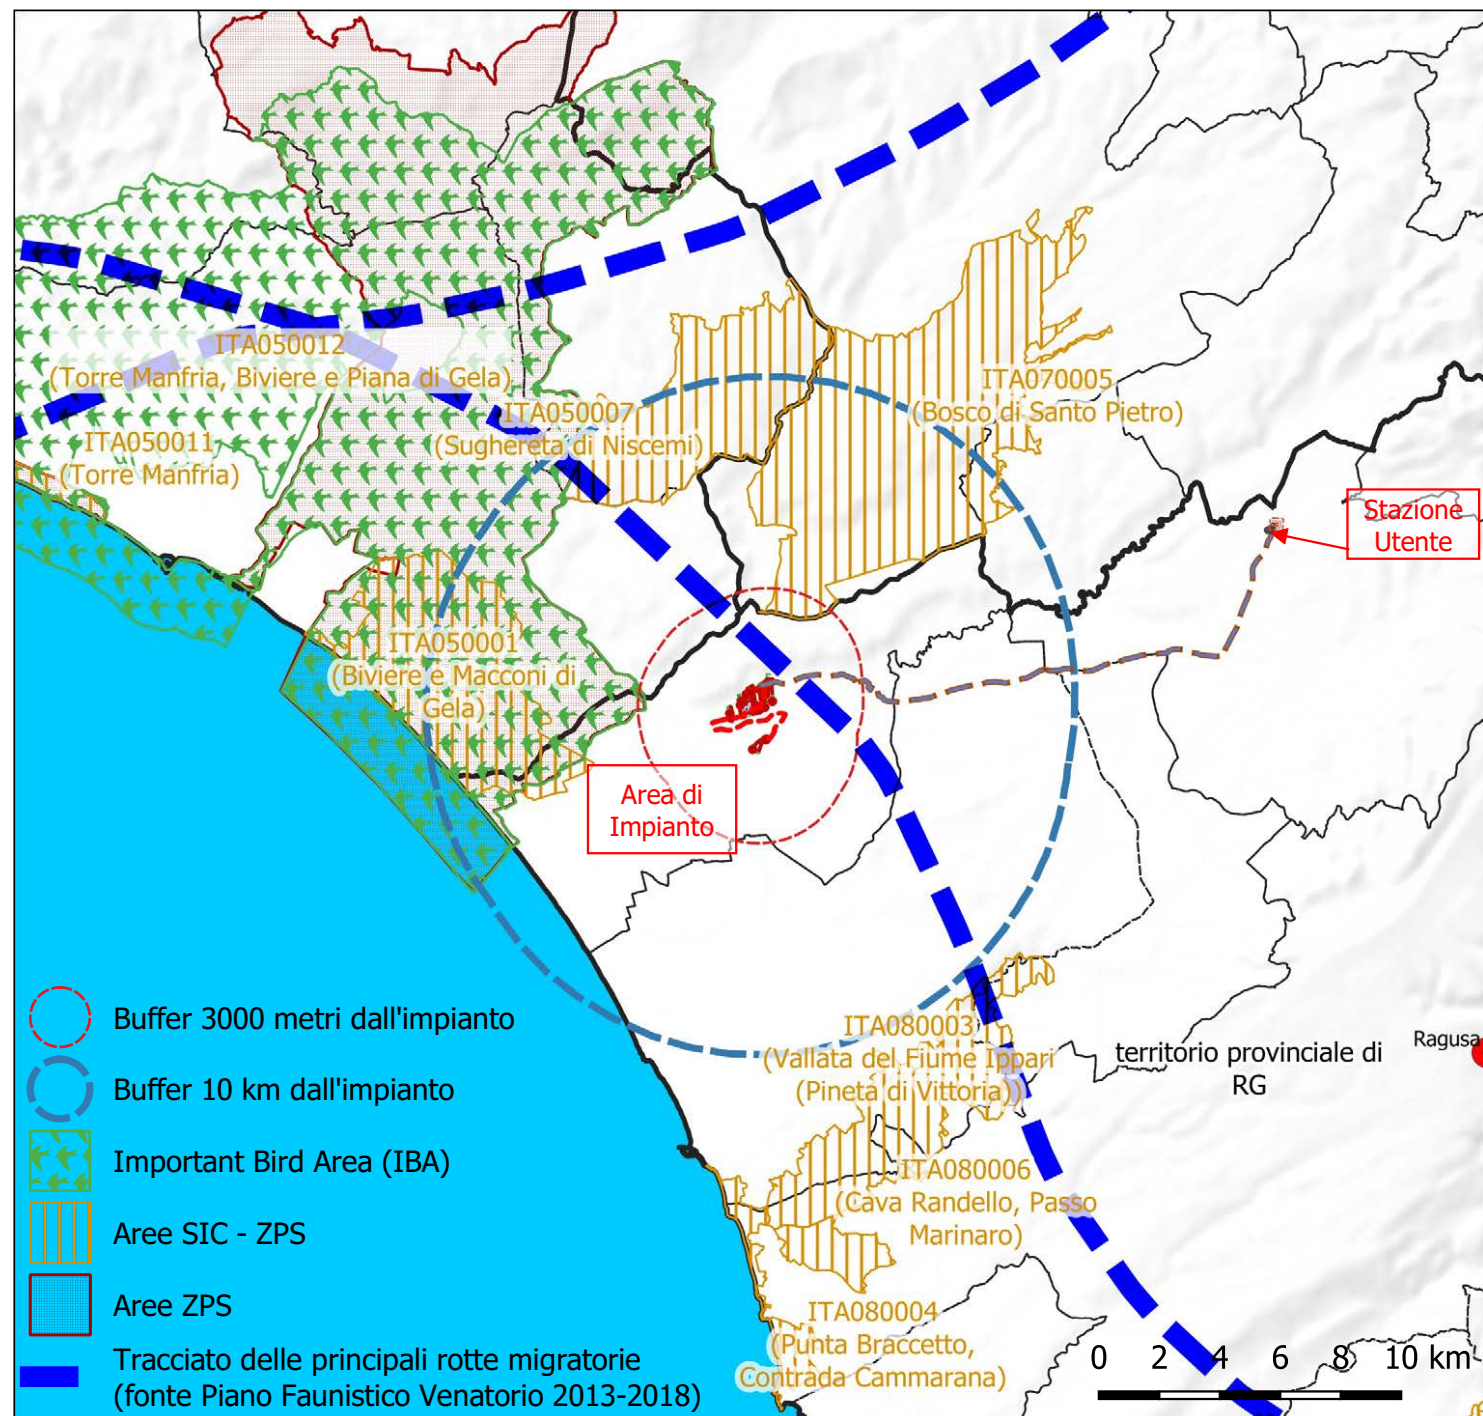 ITA050012
(Torre Manfria, Biviere e Piana di Gela)
ITA070005
(Bosco di Santo Pietro)
ITA050007
(Sughereta di Niscemi)
ITA050011
(Torre Manfria)
Stazione
Utente
ITA050001
(Biviere e Macconi di
Gela)
Area di
Impianto
ITA080003
(Vallata del Fiume Ippari
(Pineta di Vittoria))
territorio provinciale di
RG
Ragusa
ITA080006
(Cava Randello, Passo
Marinaro)
ITA080004
(Punta Braccetto,
Contrada Cammarana)
Buffer 3000 metri dall'impianto
Buffer 10 km dall'impianto
Important Bird Area (IBA)
Aree SIC - ZPS
Aree ZPS
Tracciato delle principali rotte migratorie
(fonte Piano Faunistico Venatorio 2013-2018)
0 2 4 6 8 10 km